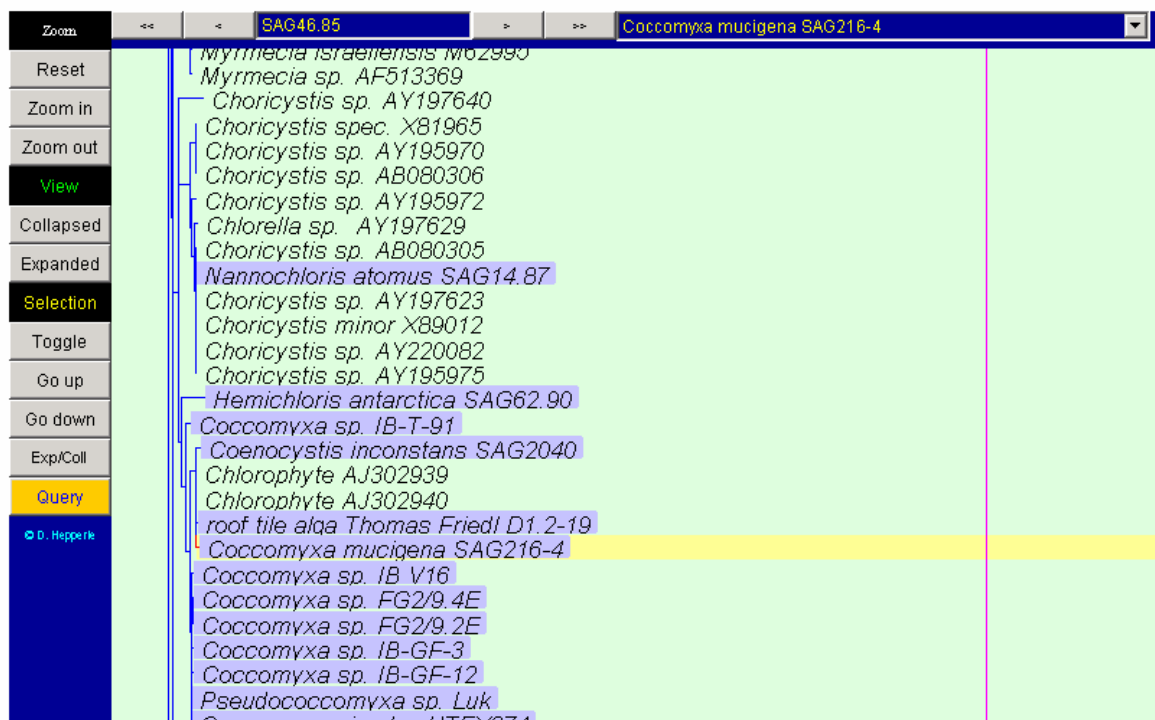 Zoom
<<
<
SAG46.85
>
>>
Coccomyxa mucigena SAG216-4
Reset
Zoom in
Zoom out
View
Collapsed
Expanded
Selection
Toggle
Go up
Go down
Exp/Coll
Query
© D. Hepperle
Myrmecia israeliensis M62995
Myrmecia sp. AF513369
Choricystis sp. AY197640
Choricystis spec. X81965
Choricystis sp. AY195970
Choricystis sp. AB080306
Choricystis sp. AY195972
Chlorella sp. AY197629
Choricystis sp. AB080305
Nannochloris atomus SAG14.87
Choricystis sp. AY197623
Choricystis minor X89012
Choricystis sp. AY220082
Choricystis sp. AY195975
Hemichloris antarctica SAG62.90
Coccomyxa sp. IB-T-91
Coenocystis inconstans SAG2040
Chlorophyte AJ302939
Chlorophyte AJ302940
roof tile alga Thomas Friedl D1.2-19
Coccomyxa mucigena SAG216-4
Coccomyxa sp. IB V16
Coccomyxa sp. FG2/9.4E
Coccomyxa sp. FG2/9.2E
Coccomyxa sp. IB-GF-3
Coccomyxa sp. IB-GF-12
Pseudococcomyxa sp. Luk